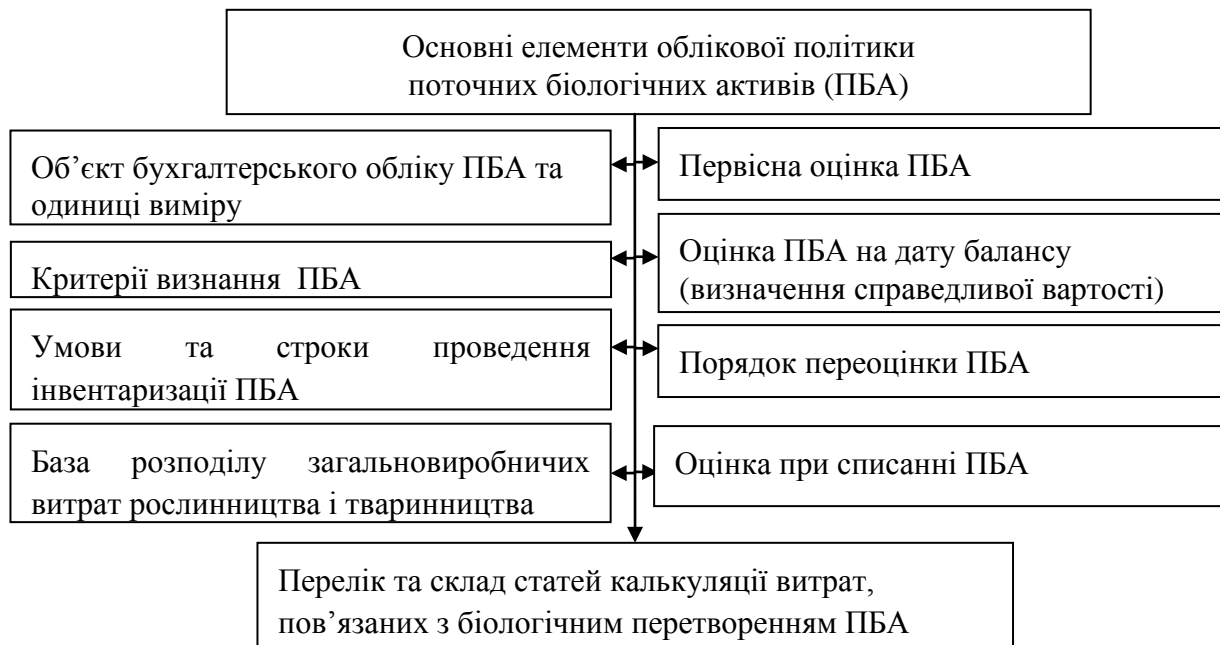 Основні елементи облікової політики
поточних біологічних активів (ПБА)
Об’єкт бухгалтерського обліку ПБА та
одиниці виміру
Первісна оцінка ПБА
Критерії визнання ПБА
Оцінка ПБА на дату балансу
(визначення справедливої вартості)
Умови та строки проведення
інвентаризації ПБА
Порядок переоцінки ПБА
База розподілу загальновиробничих
витрат рослинництва і тваринництва
Оцінка при списанні ПБА
Перелік та склад статей калькуляції витрат,
пов’язаних з біологічним перетворенням ПБА